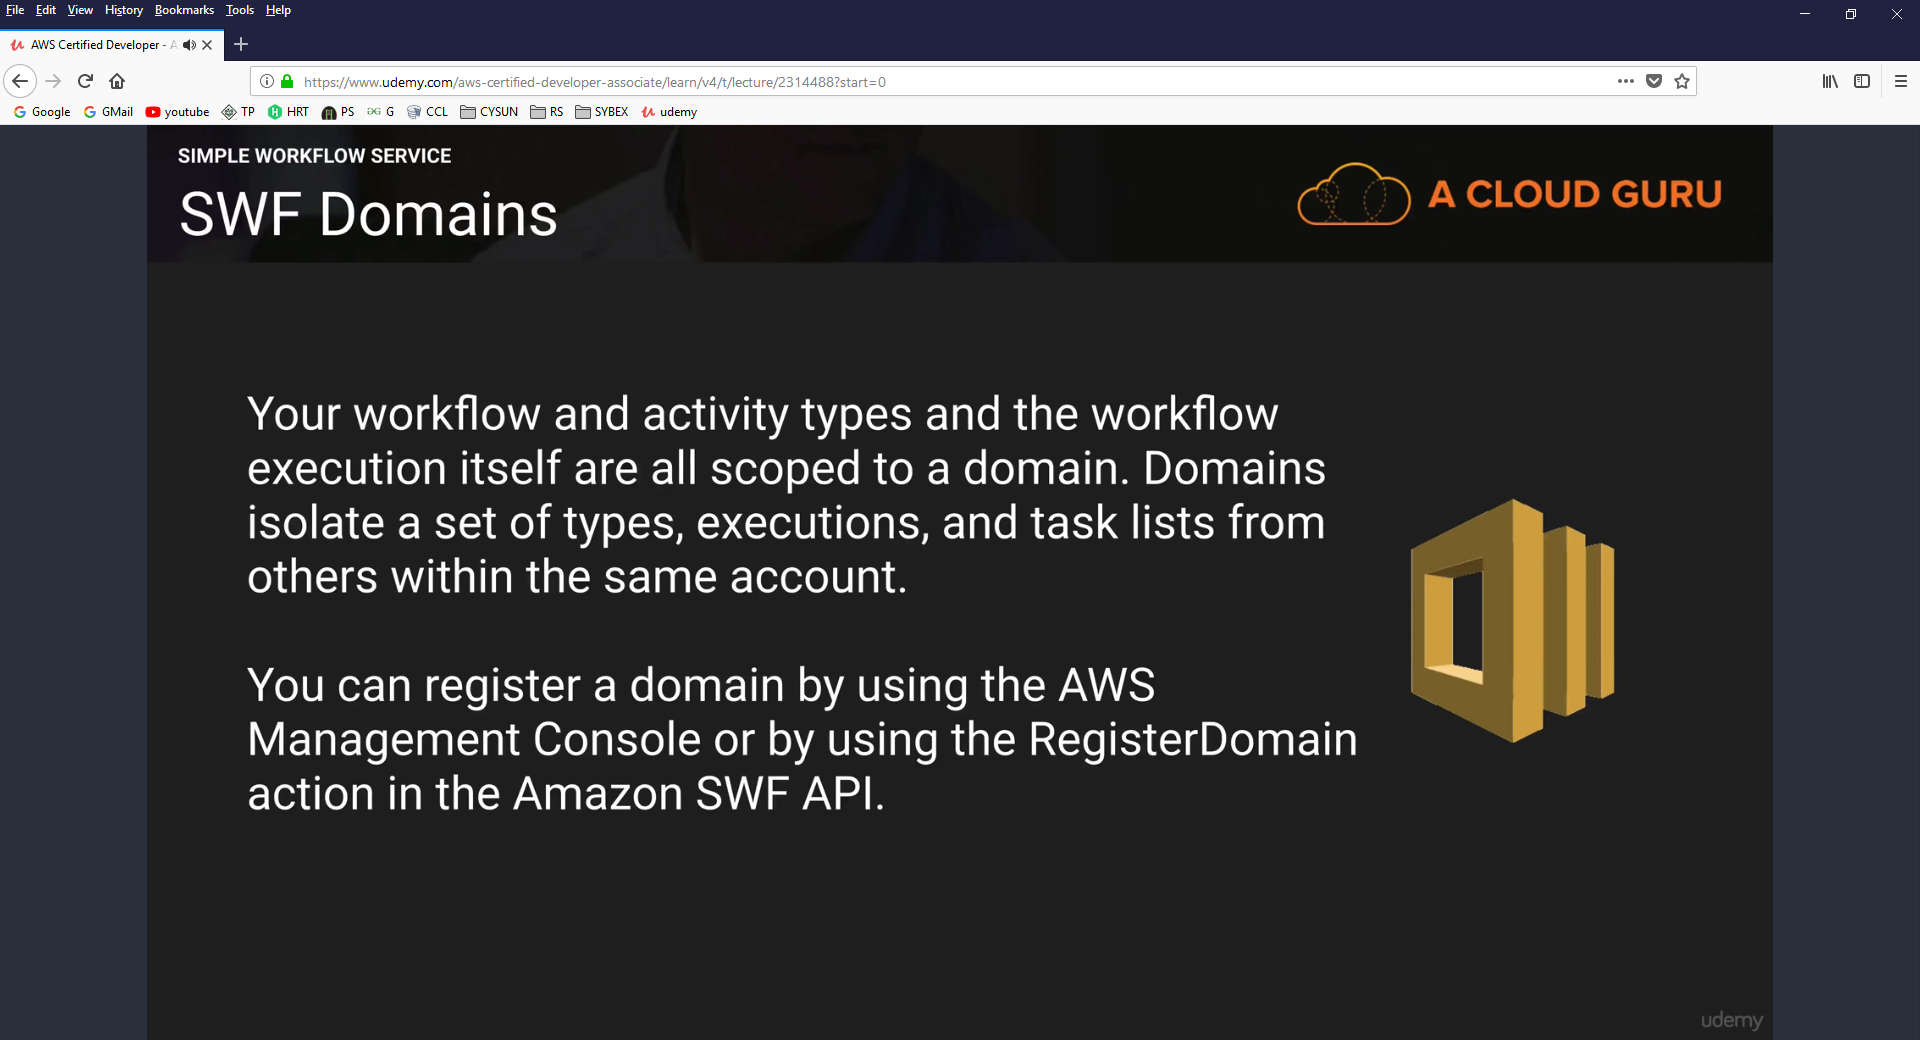 File Edit View History Bookmarks Tools Help
AWS Certified Developer - A
https://www.udemy.com/aws-certified-developer-associate/learn/v4/t/lecture/2314488?start=0
Google GMail youtube TP HRT PS G CCL CYSUN RS SYBEX udemy
SIMPLE WORKFLOW SERVICE
SWF Domains
A CLOUD GURU
Your workflow and activity types and the workflow
execution itself are all scoped to a domain. Domains
isolate a set of types, executions, and task lists from
others within the same account.
You can register a domain by using the AWS
Management Console or by using the RegisterDomain
action in the Amazon SWF API.
udemy